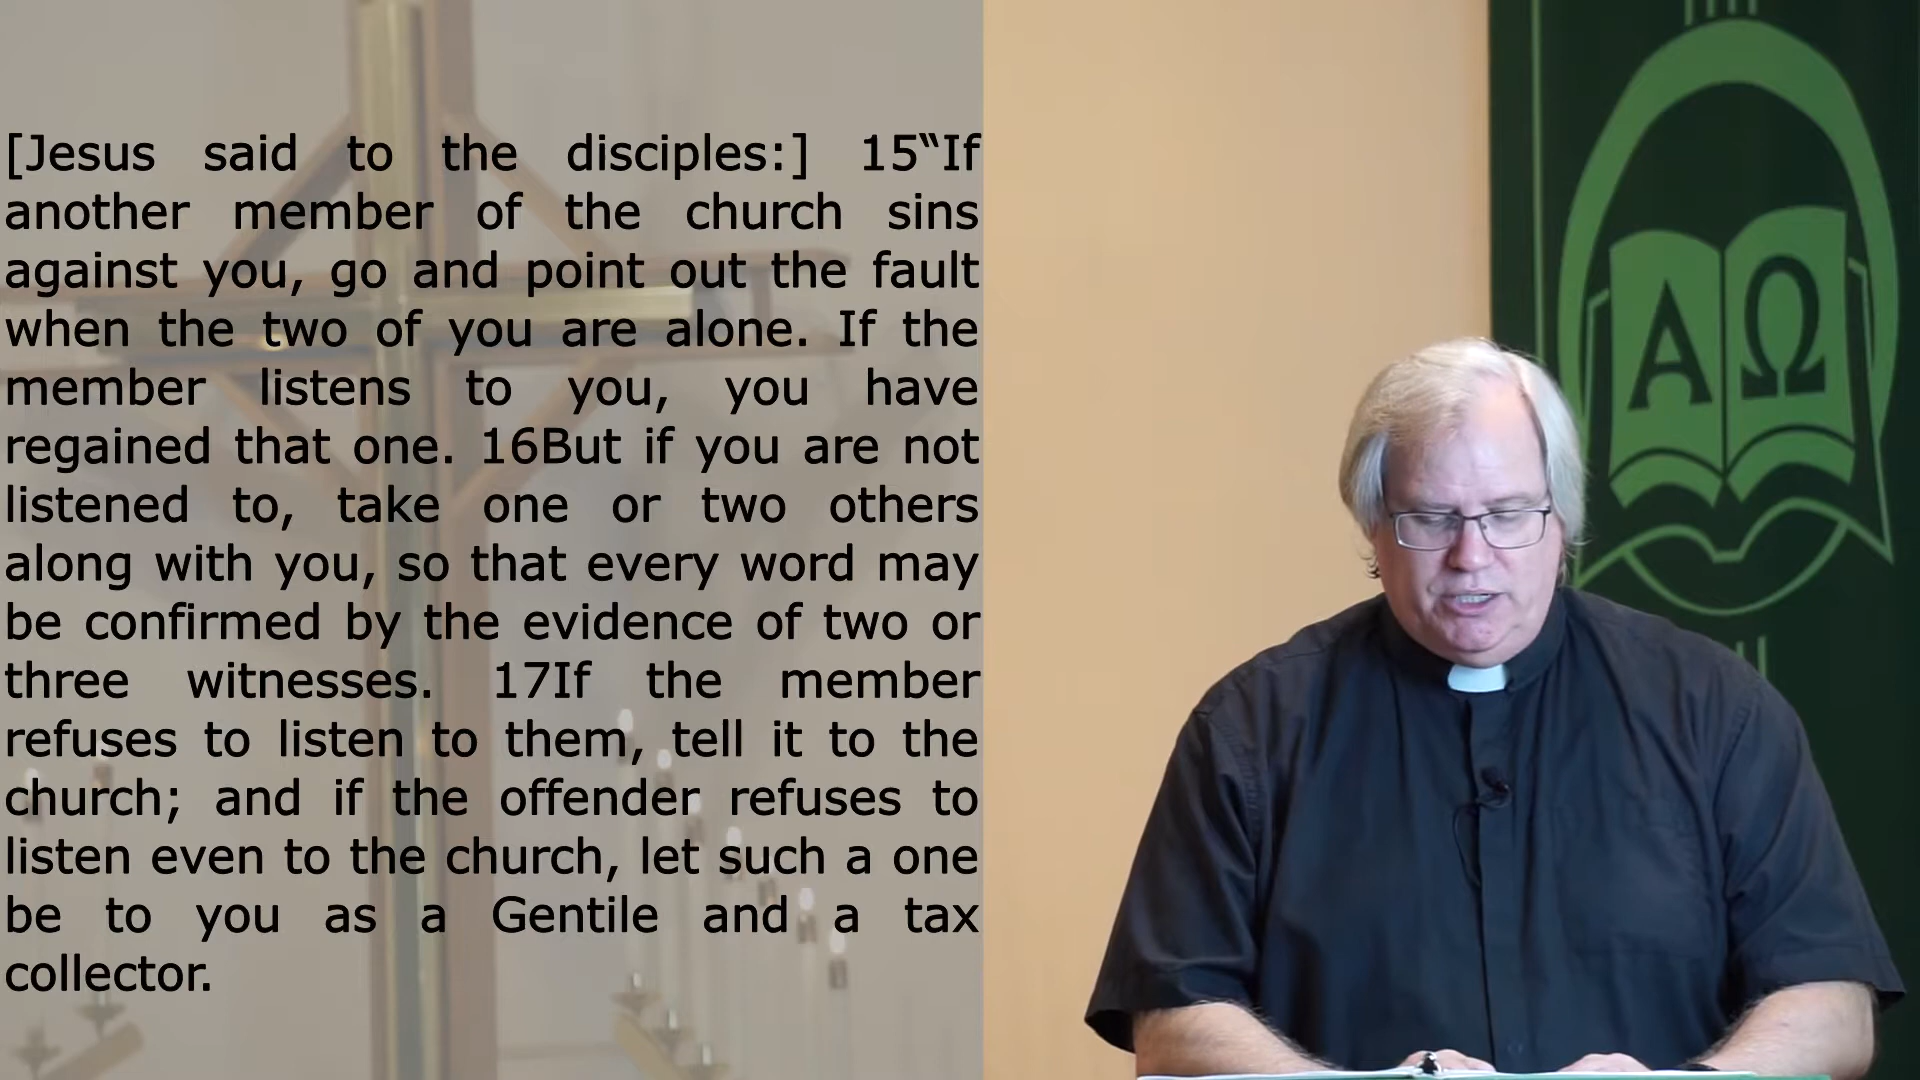 [Jesus said to the disciples:] 15“If
another member of the church sins
against you, go and point out the fault
when the two of you are alone. If the
member listens to you, you have
regained that one. 16But if you are not
listened to, take one or two others
along with you, so that every word may
be confirmed by the evidence of two or
three witnesses. 17If the member
refuses to listen to them, tell it to the
church; and if the offender refuses to
listen even to the church, let such a one
be to you as a Gentile and a tax
collector.
Α Ω